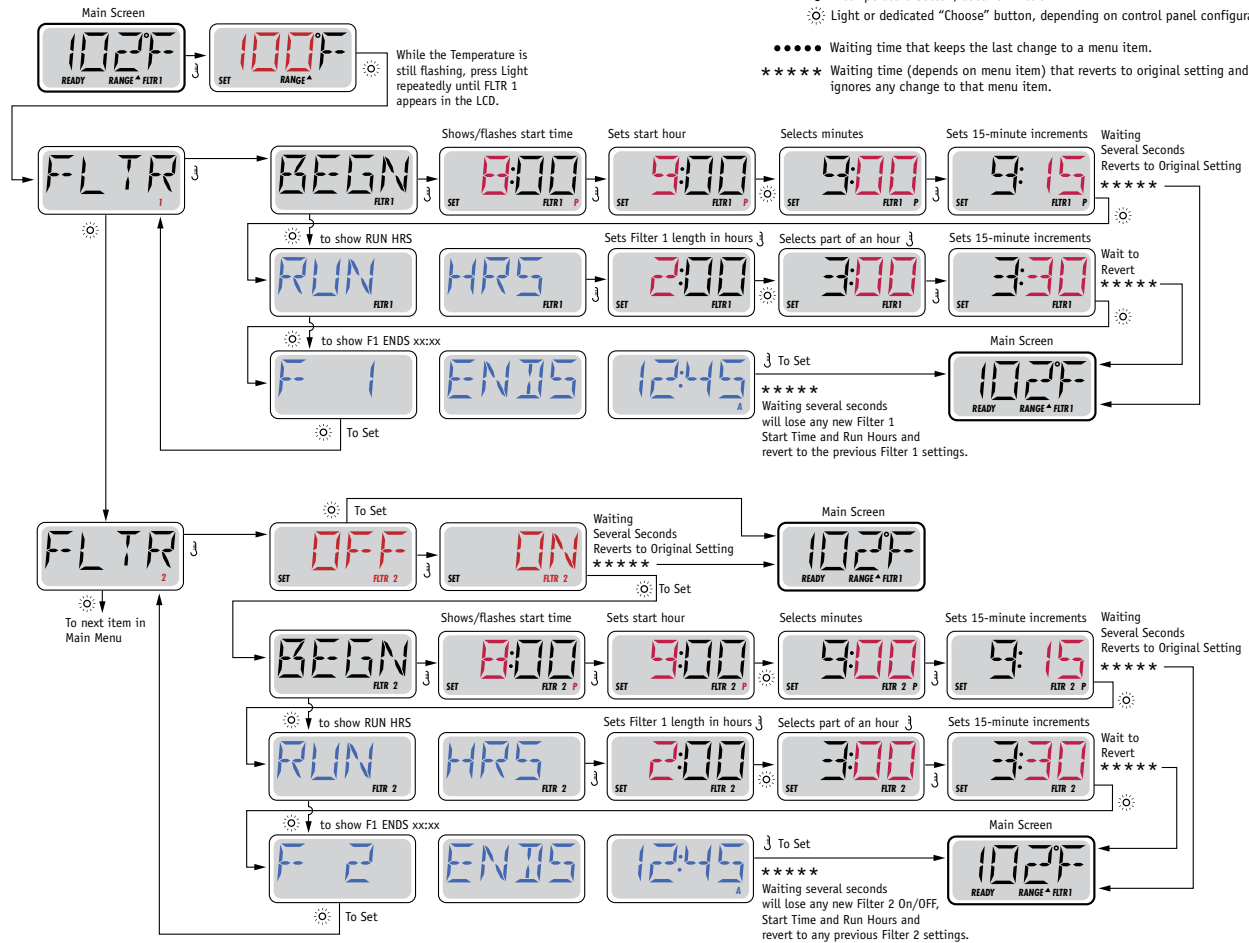 Main Screen
Light or dedicated “Choose” button, depending on control panel
••••• Waiting time that keeps the last change to a menu item.
***** Waiting time (depends on menu item) that reverts to original setting and
ignores any change to that menu item.
102°F
READY RANGE FLTR1
100°F
SET RANGE
While the Temperature is
still flashing, press Light
repeatedly until FLTR 1
appears in the LCD.
Shows/flashes start time
Sets start hour
Selects minutes
Sets 15-minute increments
Waiting
Several Seconds
Reverts to Original Setting
*****
FLTR
1
BEGN
FLTR1
8:00
SET FLTR1 P
9:00
SET FLTR1 P
9:00
SET FLTR1 P
9:15
SET FLTR1 P
to show RUN HRS
Sets Filter 1 length in hours
Selects part of an hour
Sets 15-minute increments
Wait to
Revert
*****
RUN
FLTR1
HRS
FLTR1
2:00
SET FLTR1
3:00
SET FLTR1
3:30
SET FLTR1
to show F1 ENDS xx:xx
F 1
ENDS
12:45
A
To Set
*****
Waiting several seconds
will lose any new Filter 1
Start Time and Run Hours and
revert to the previous Filter 1 settings.
Main Screen
102°F
READY RANGE FLTR1
To Set
FLTR
2
To next item in
Main Menu
To Set
OFF
SET FLTR 2
ON
SET FLTR 2
Waiting
Several Seconds
Reverts to Original Setting
*****
To Set
Main Screen
102°F
READY RANGE FLTR1
Shows/flashes start time
Sets start hour
Selects minutes
Sets 15-minute increments
Waiting
Several Seconds
Reverts to Original Setting
*****
BEGN
FLTR 2
8:00
SET FLTR 2 P
9:00
SET FLTR 2 P
9:00
SET FLTR 2 P
9:15
SET FLTR 2 P
to show RUN HRS
Sets Filter 1 length in hours
Selects part of an hour
Sets 15-minute increments
Wait to
Revert
*****
RUN
FLTR 2
HRS
FLTR 2
2:00
SET FLTR 2
3:00
SET FLTR 2
3:30
SET FLTR 2
to show F1 ENDS xx:xx
F 2
ENDS
12:45
A
To Set
*****
Waiting several seconds
will lose any new Filter 2 On/OFF,
Start Time and Run Hours and
revert to any previous Filter 2 settings.
Main Screen
102°F
READY RANGE FLTR1
To Set